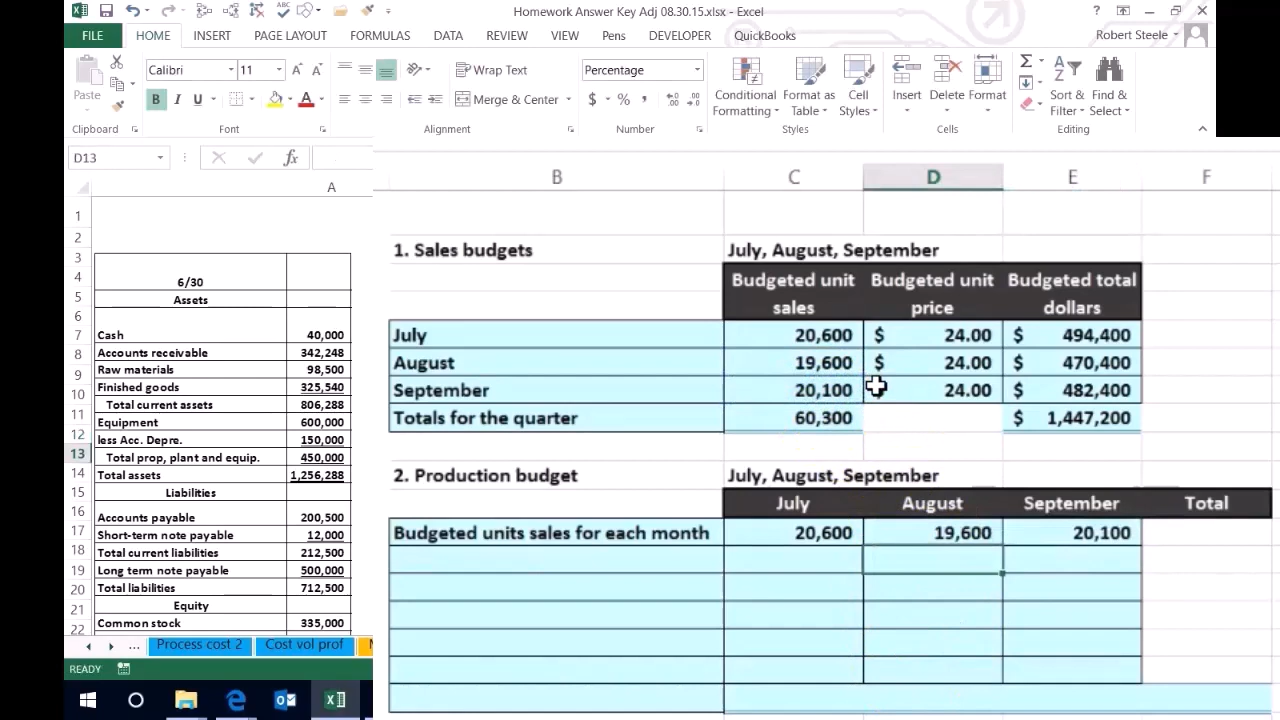 Homework Answer Key Adj 08.30.15.xlsx - Excel
?
FILE HOME INSERT PAGE LAYOUT FORMULAS DATA REVIEW VIEW Pens DEVELOPER QuickBooks Robert Steele
Paste
Calibri 11
B I U
Wrap Text
Merge & Center
Percentage
$ % ,
Conditional Formatting
Format as Table
Cell Styles
Insert Delete Format
Sort & Filter
Find & Select
Clipboard Font Alignment Number Styles Cells Editing
D13 fx
A B C D E F
1
2
3
4 6/30
5 Assets
6
7 Cash 40,000
8 Accounts receivable 342,248
9 Raw materials 98,500
10 Finished goods 325,540
11 Total current assets 806,288
12 Equipment 600,000
13 less Acc. Depre. 150,000
Total prop, plant and equip. 450,000
14 Total assets 1,256,288
15 Liabilities
16 Accounts payable 200,500
17 Short-term note payable 12,000
18 Total current liabilities 212,500
19 Long term note payable 500,000
20 Total liabilities 712,500
21 Equity
22 Common stock 335,000
1. Sales budgets July, August, September
Budgeted unit sales Budgeted unit price Budgeted total dollars
July 20,600 $ 24.00 $ 494,400
August 19,600 $ 24.00 $ 470,400
September 20,100 24.00 $ 482,400
Totals for the quarter 60,300 $ 1,447,200
2. Production budget July, August, September
July August September Total
Budgeted units sales for each month 20,600 19,600 20,100
... Process cost 2 Cost vol prof
READY